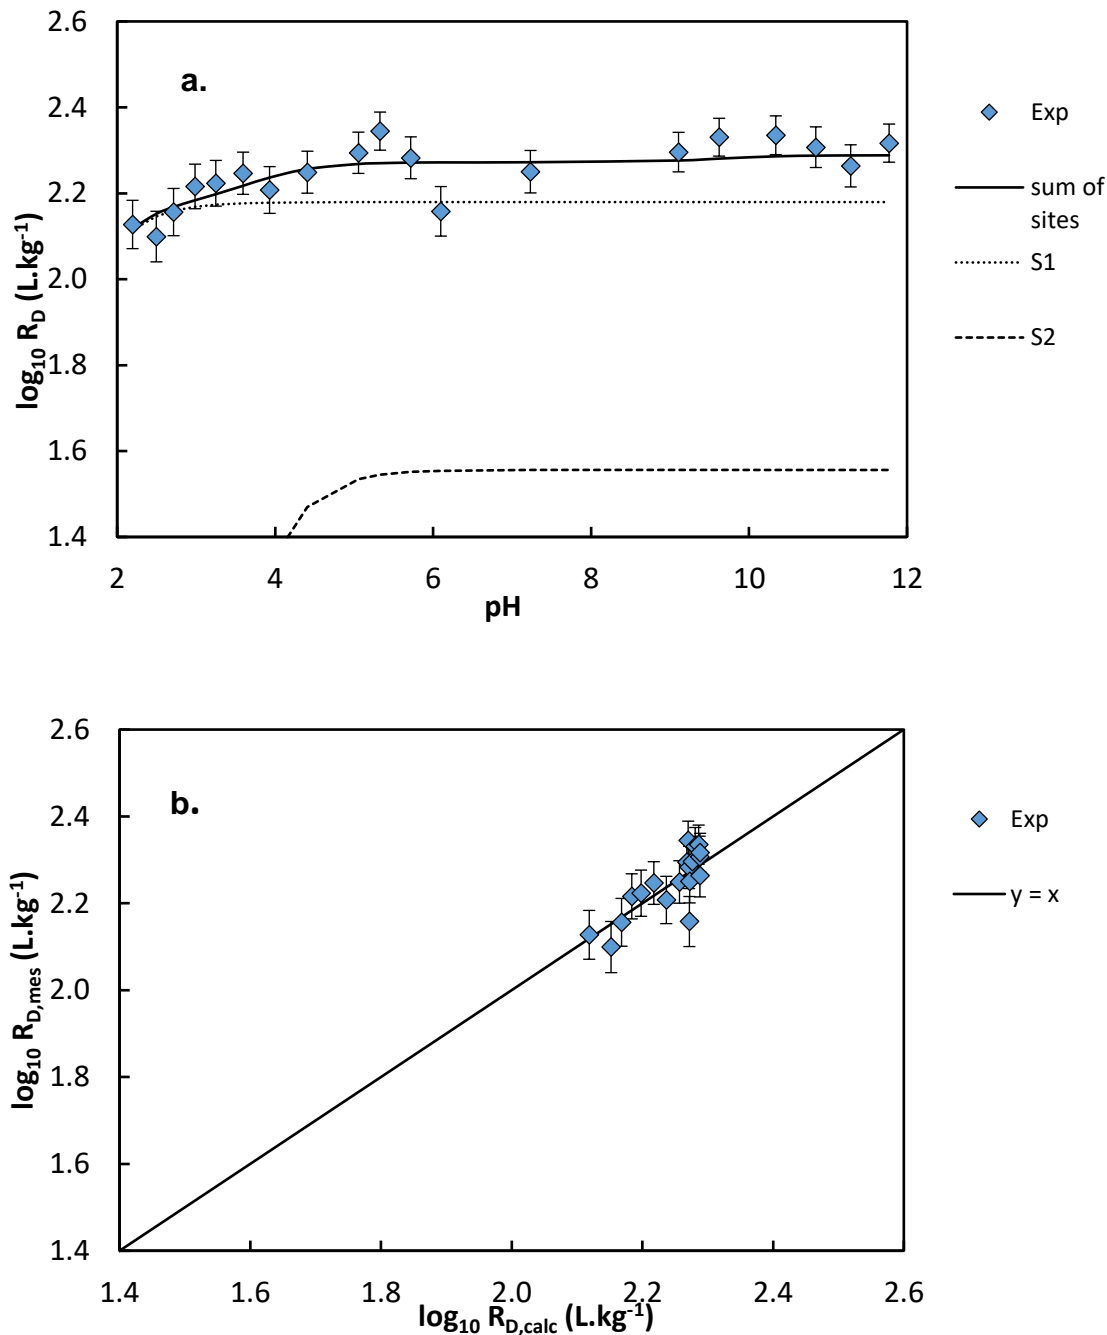 2.6
2.4
2.2
2.0
1.8
1.6
1.4
log10 RD (L.kg-1)
a.
2 4 6 8 10 12
pH
Exp
sum of
sites
S1
S2
2.6
2.4
2.2
2.0
1.8
1.6
1.4
log10 RD,mes (L.kg-1)
b.
1.4 1.6 1.8 2.0 2.2 2.4 2.6
log10 RD,calc (L.kg-1)
Exp
y = x